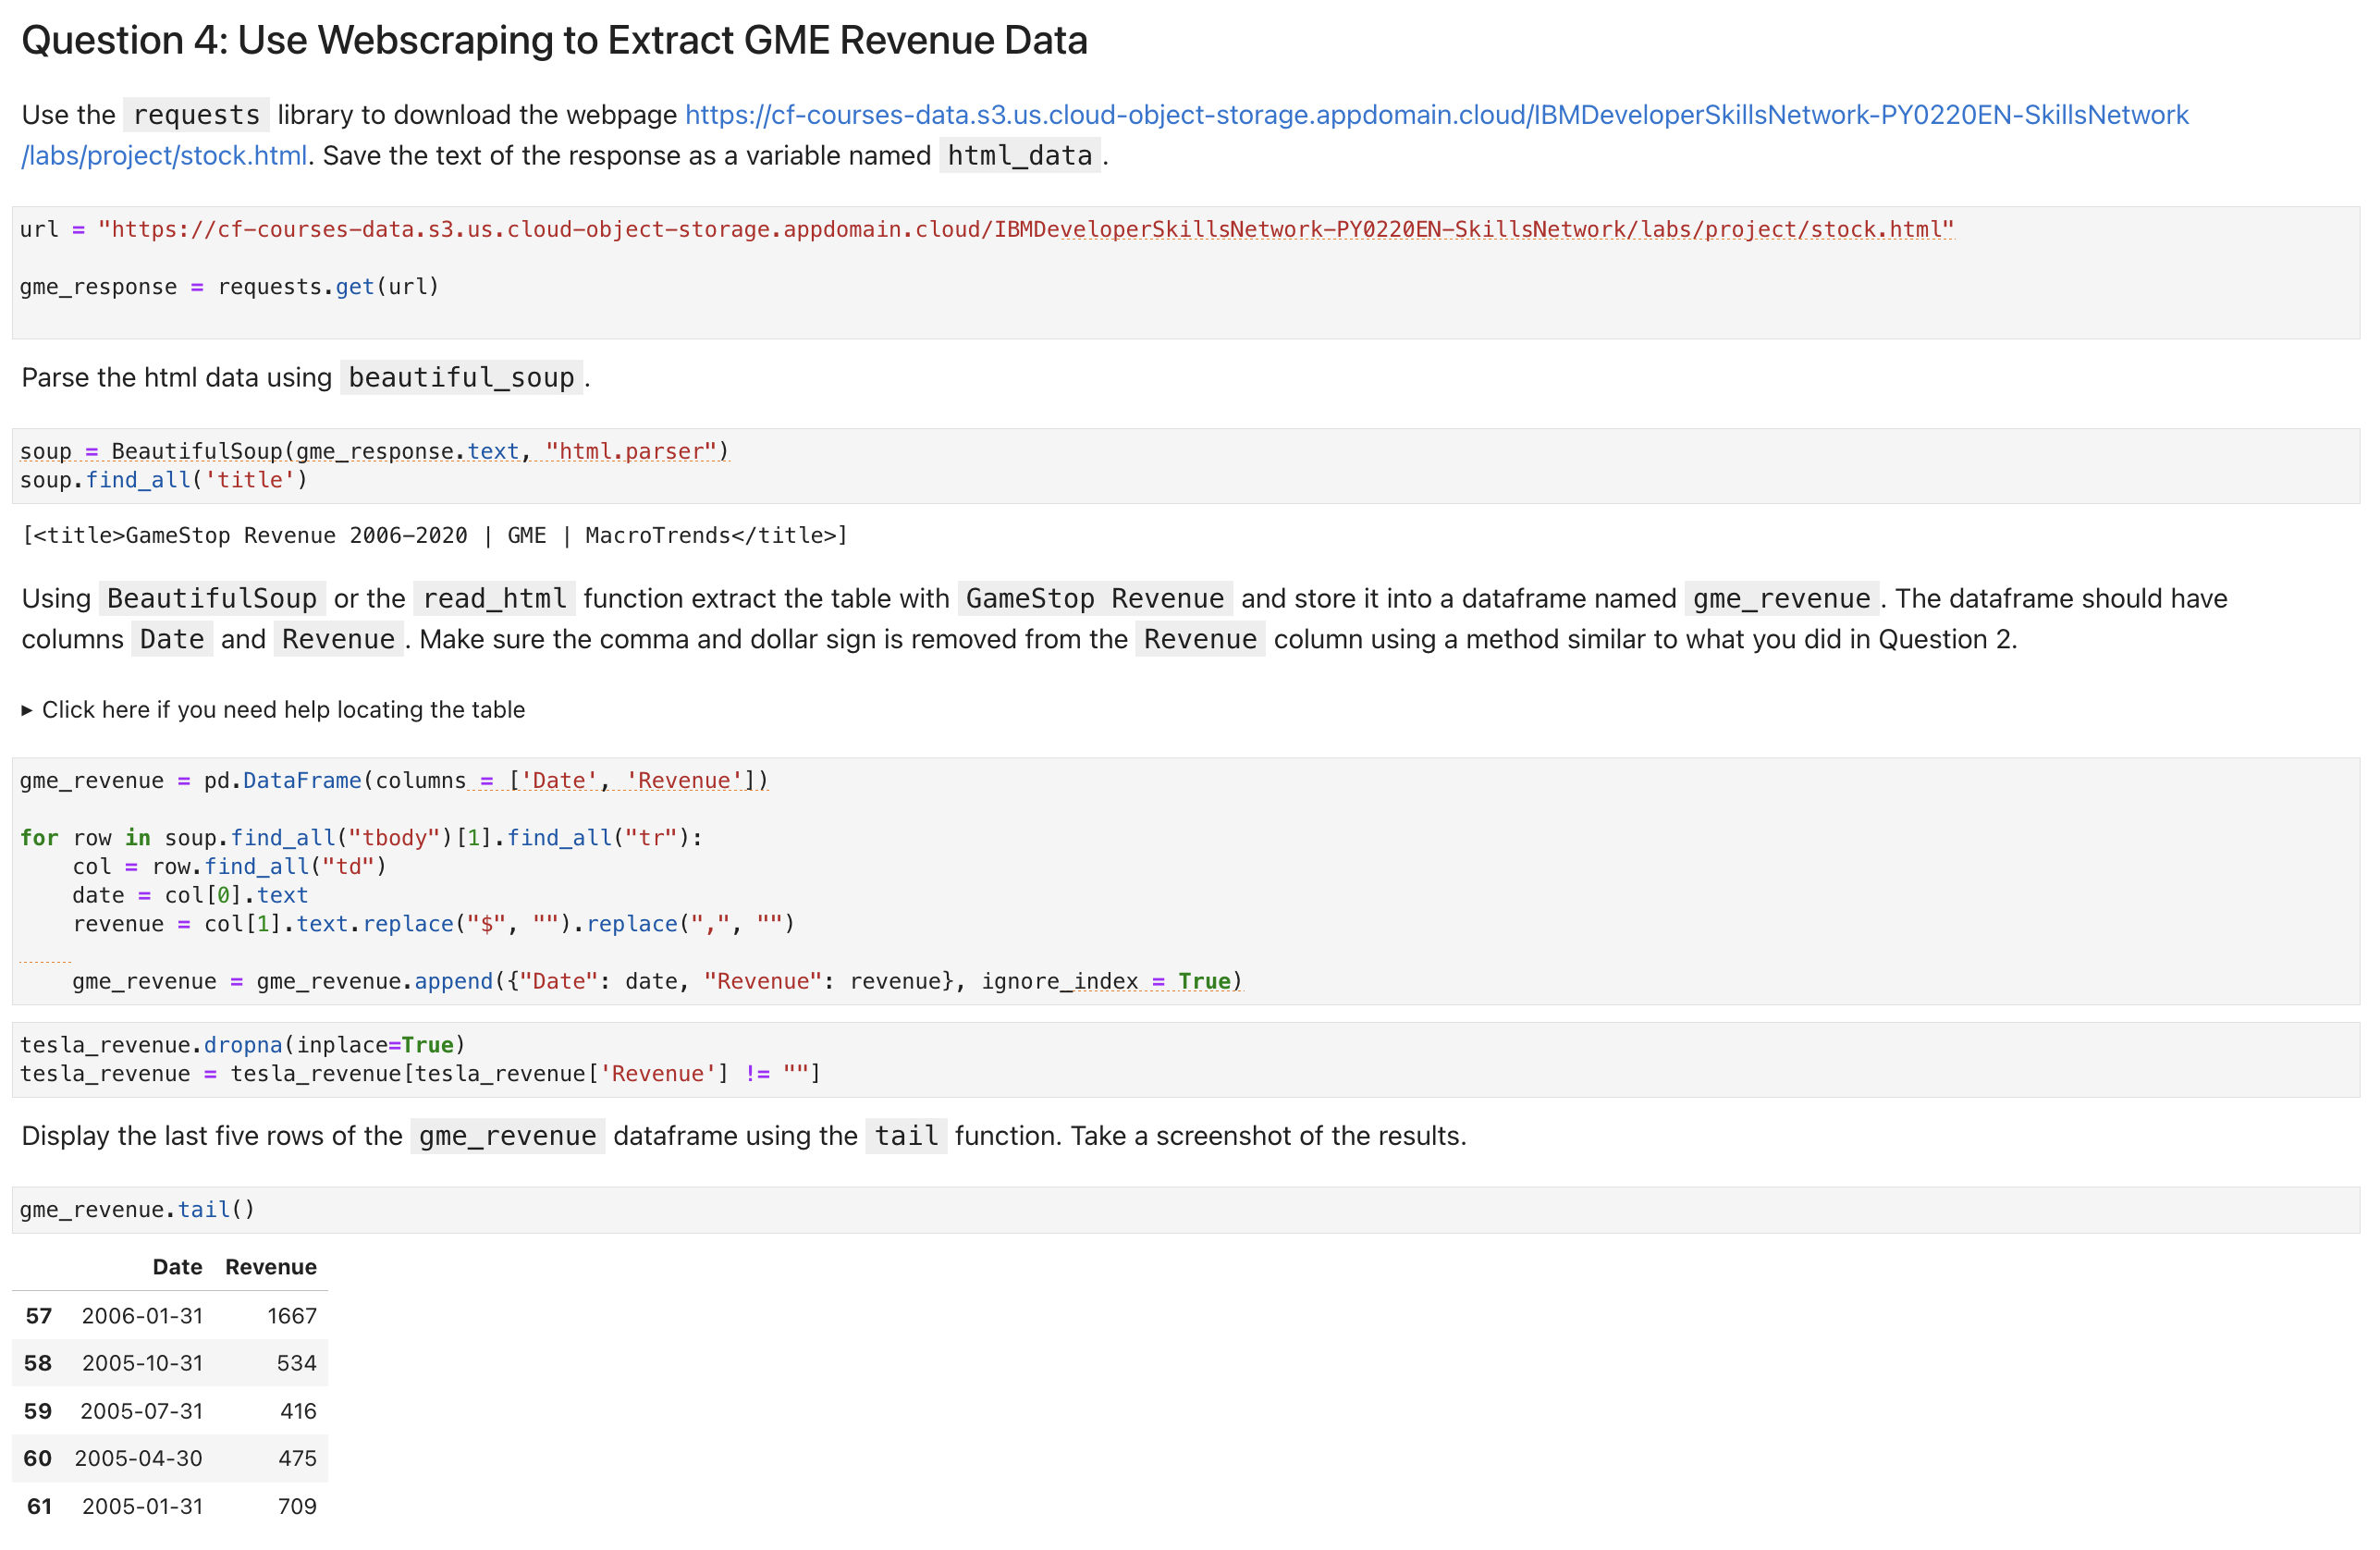 Question 4: Use Webscraping to Extract GME Revenue Data
Use the requests library to download the webpage https://cf-courses-data.s3.us.cloud-object-storage.appdomain.cloud/IBMDeveloperSkillsNetwork-PY0220EN-SkillsNetwork
/labs/project/stock.html. Save the text of the response as a variable named html_data.
url = "https://cf-courses-data.s3.us.cloud-object-storage.appdomain.cloud/IBMDeveloperSkillsNetwork-PY0220EN-SkillsNetwork/labs/project/stock.html"
gme_response = requests.get(url)
Parse the html data using beautiful_soup.
soup = BeautifulSoup(gme_response.text, "html.parser")
soup.find_all('title')
[<title>GameStop Revenue 2006-2020 | GME | MacroTrends</title>]
Using BeautifulSoup or the read_html function extract the table with GameStop Revenue and store it into a dataframe named gme_revenue. The dataframe should have
columns Date and Revenue. Make sure the comma and dollar sign is removed from the Revenue column using a method similar to what you did in Question 2.
▸ Click here if you need help locating the table
gme_revenue = pd.DataFrame(columns = ['Date', 'Revenue'])
for row in soup.find_all("tbody")[1].find_all("tr"):
    col = row.find_all("td")
    date = col[0].text
    revenue = col[1].text.replace("$", "").replace(",", "")
    gme_revenue = gme_revenue.append({"Date": date, "Revenue": revenue}, ignore_index = True)
tesla_revenue.dropna(inplace=True)
tesla_revenue = tesla_revenue[tesla_revenue['Revenue'] != ""]
Display the last five rows of the gme_revenue dataframe using the tail function. Take a screenshot of the results.
gme_revenue.tail()
Date Revenue
57 2006-01-31 1667
58 2005-10-31 534
59 2005-07-31 416
60 2005-04-30 475
61 2005-01-31 709